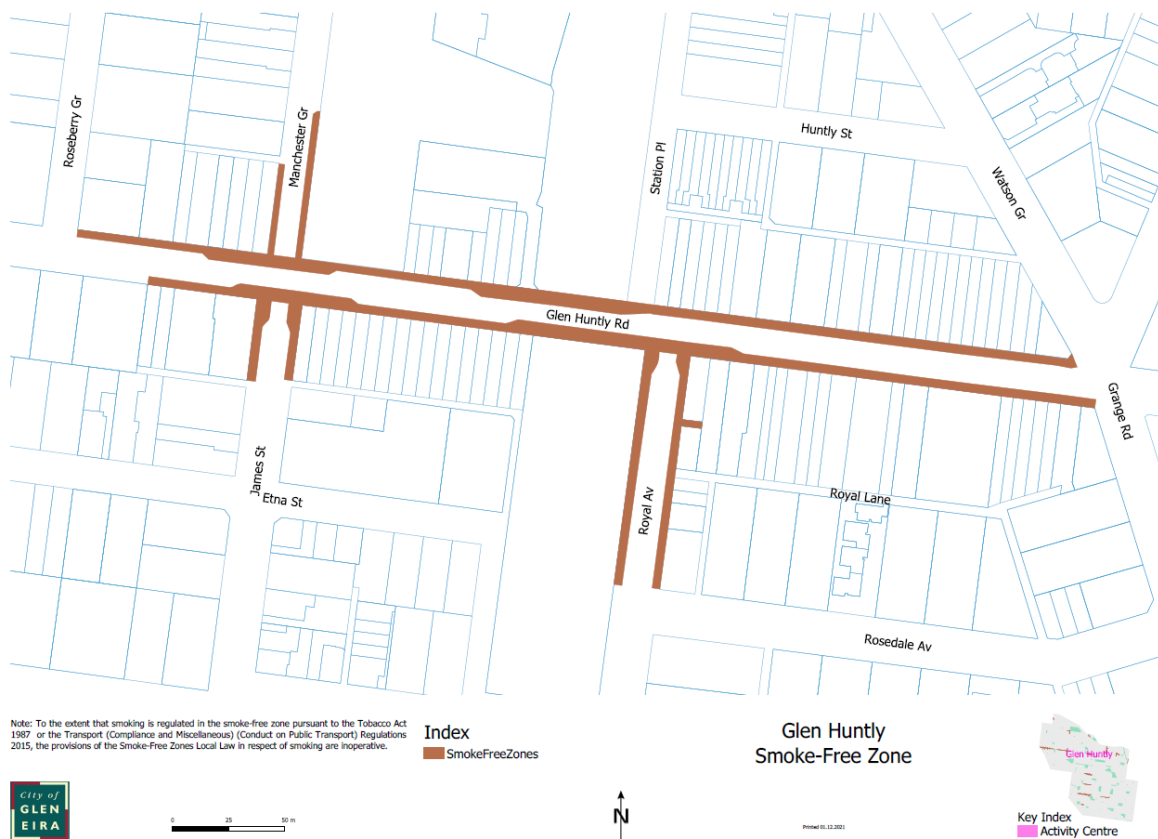 Roseberry Gr
Manchester Gr
Station Pl
Huntly St
Watson Gr
Glen Huntly Rd
Grange Rd
James St
Etna St
Royal Av
Royal Lane
Rosedale Av
Note: To the extent that smoking is regulated in the smoke-free zone pursuant to the Tobacco Act
1987 or the Transport (Compliance and Miscellaneous) (Conduct on Public Transport) Regulations
2015, the provisions of the Smoke-Free Zones Local Law in respect of smoking are inoperative.
Index
SmokeFreeZones
Glen Huntly
Smoke-Free Zone
Glen Huntly
City of
GLEN
EIRA
0 25 50 m
N
Printed 01.12.2021
Key Index
Activity Centre